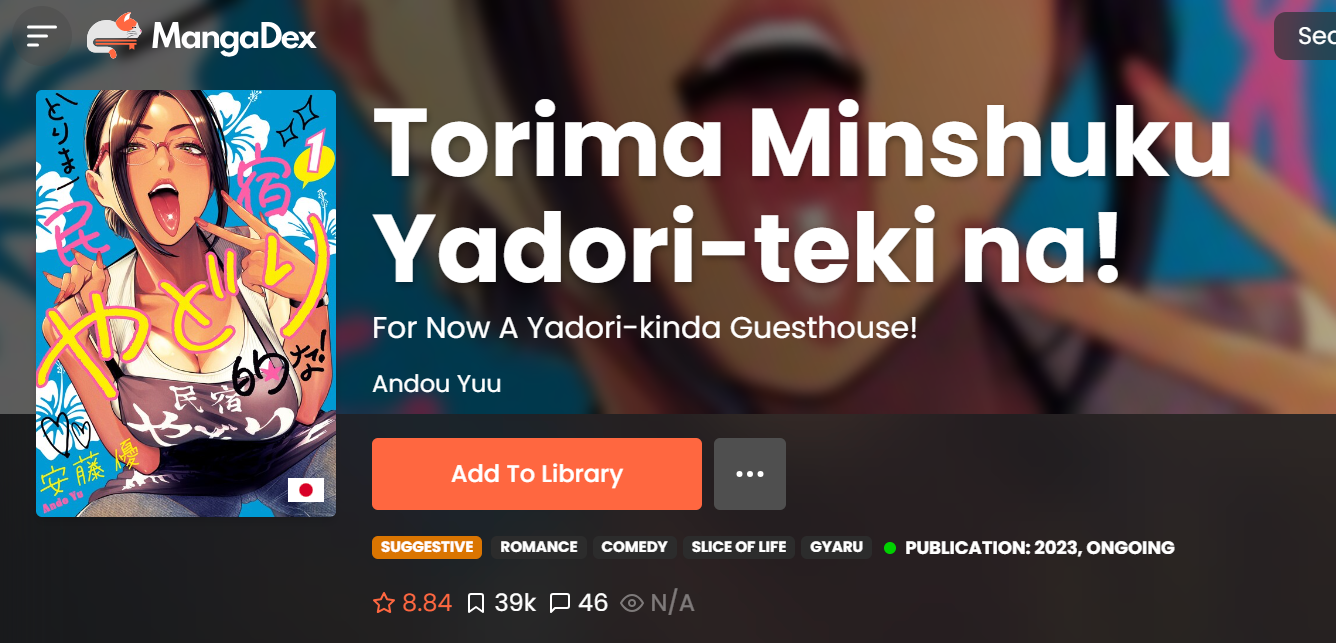 MangaDex
Sec
とりま
1
民宿
やどり
的な!
民宿
やどり
安藤優
Ando Yu
Torima Minshuku
Yadori-teki na!
For Now A Yadori-kinda Guesthouse!
Andou Yuu
Add To Library
SUGGESTIVE ROMANCE COMEDY SLICE OF LIFE GYARU PUBLICATION: 2023, ONGOING
8.84 39k 46 N/A